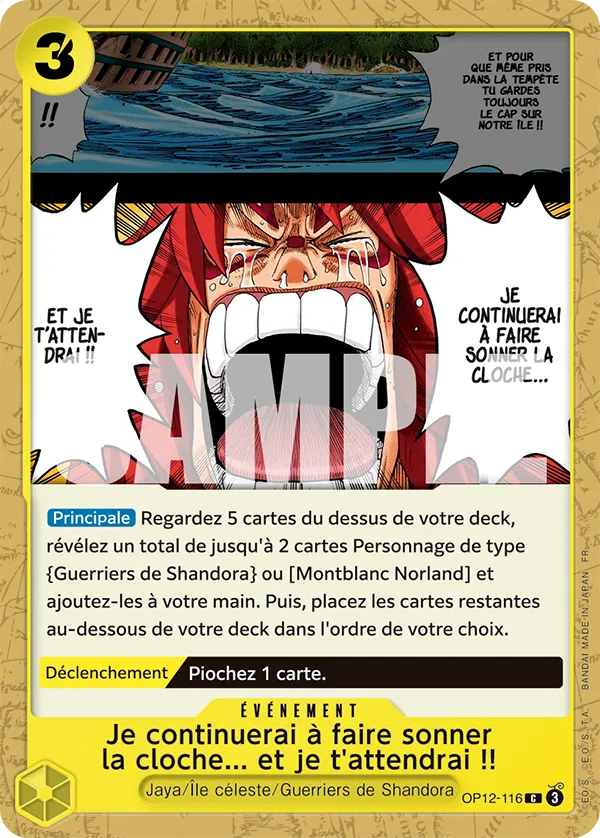 3
!!
ET POUR
QUE MÊME PRIS
DANS LA TEMPÊTE
TU GARDES
TOUJOURS
LE CAP SUR
NOTRE ÎLE !!
ET JE
T'ATTEN-
DRAI !!
JE
CONTINUERAI
À FAIRE
SONNER LA
CLOCHE...
SAMPLE
Principale Regardez 5 cartes du dessus de votre deck,
révélez un total de jusqu'à 2 cartes Personnage de type
{Guerriers de Shandora} ou [Montblanc Norland] et
ajoutez-les à votre main. Puis, placez les cartes restantes
au-dessous de votre deck dans l'ordre de votre choix.
Déclenchement Piochez 1 carte.
ÉVÉNEMENT
Je continuerai à faire sonner
la cloche... et je t'attendrai !!
Jaya/Île céleste/Guerriers de Shandora
OP12-116 C 3
©E.O./S. ©E.O./S.,T.A. BANDAI MADE IN JAPAN FR